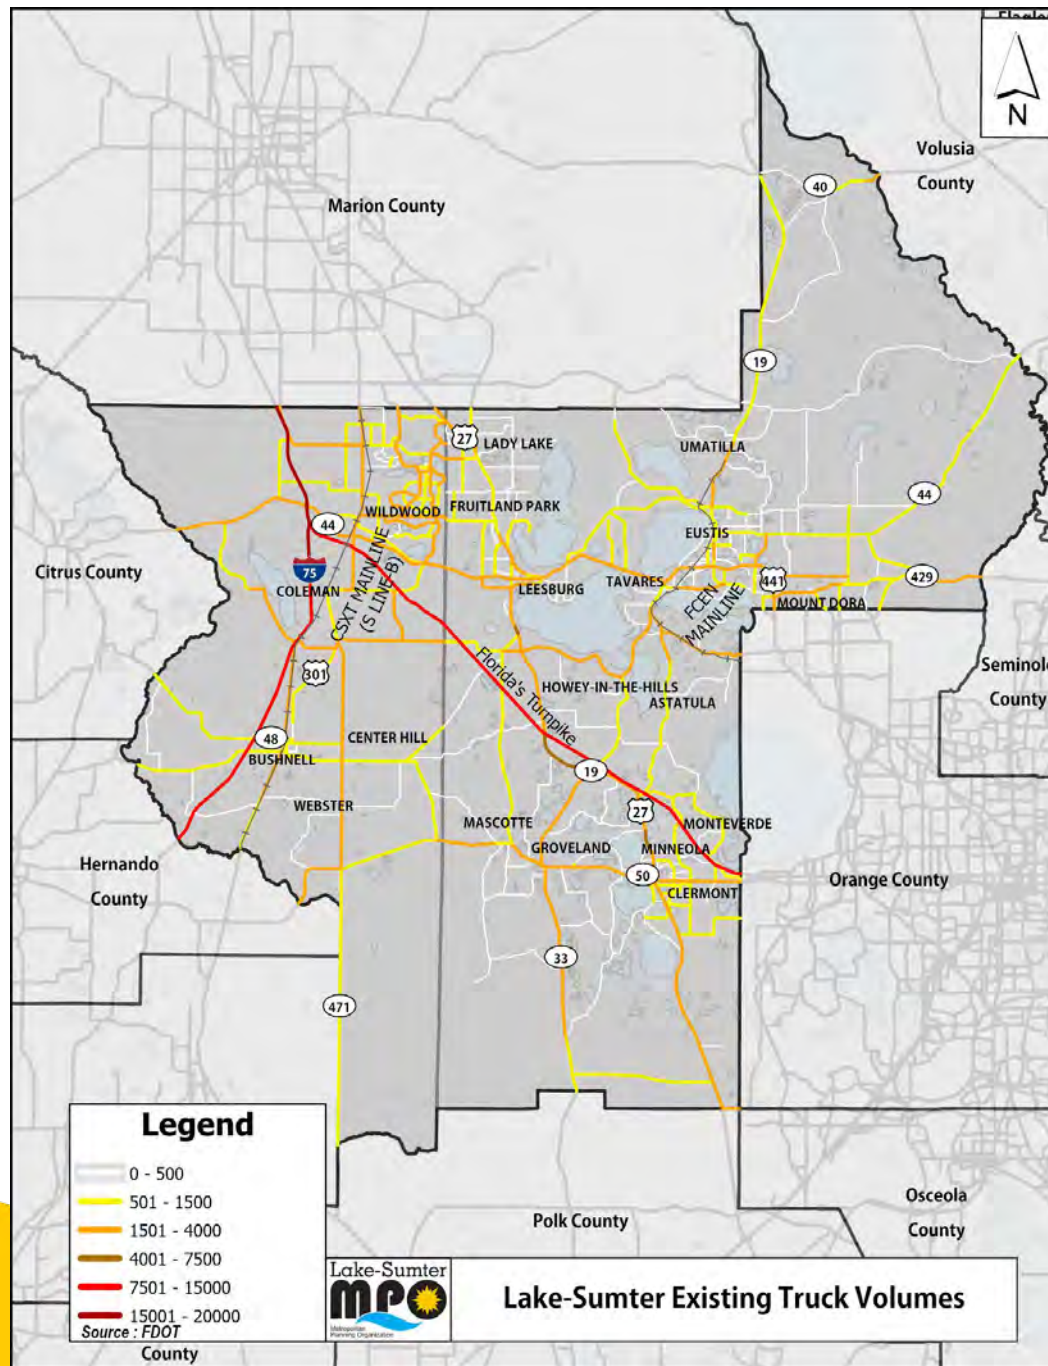 Flagler
N
Volusia
County
40
Marion County
19
27
LADY LAKE
UMATILLA
44
FRUITLAND PARK
WILDWOOD
44
EUSTIS
75
Citrus County
COLEMAN
SXT MAINLINE
(S LINE B)
LEESBURG
TAVARES
FCEN
MAINLINE
441
429
MOUNT DORA
301
Florida's Turnpike
HOWEY-IN-THE-HILLS
ASTATULA
Seminole
County
48
BUSHNELL
CENTER HILL
19
WEBSTER
MASCOTTE
27
MONTEVERDE
GROVELAND
MINNEOLA
Hernando
County
50
CLERMONT
Orange County
33
471
Legend
0 - 500
501 - 1500
1501 - 4000
4001 - 7500
7501 - 15000
15001 - 20000
Source : FDOT
County
Polk County
Osceola
County
Lake-Sumter
MPO
Metropolitan
Planning Organization
Lake-Sumter Existing Truck Volumes